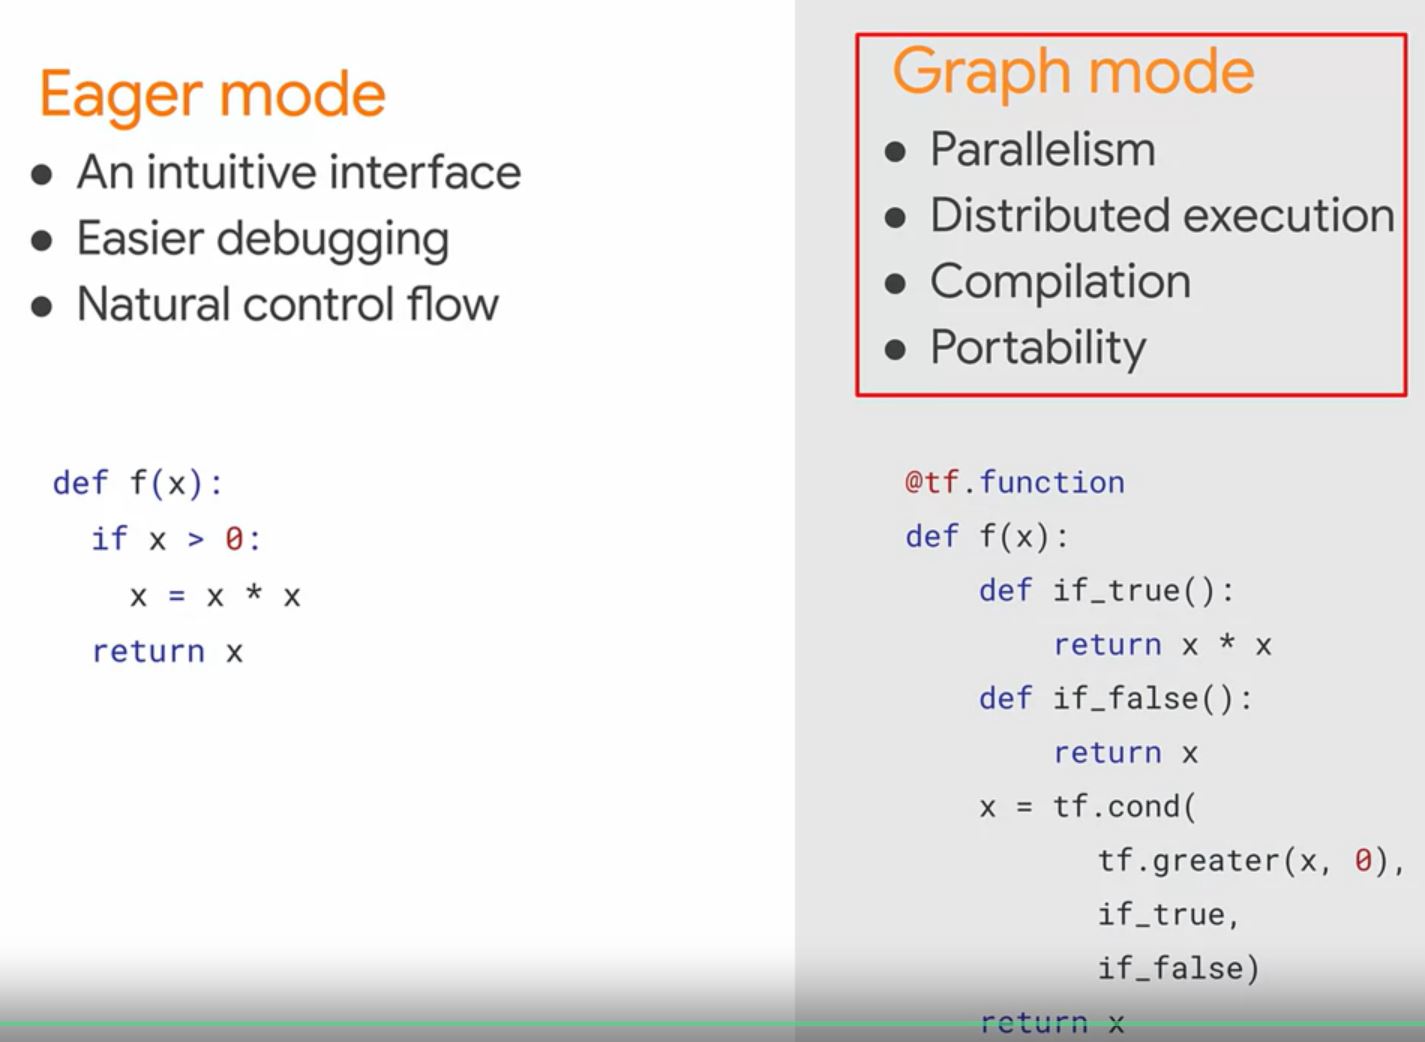 Eager mode
● An intuitive interface
● Easier debugging
● Natural control flow
def f(x):
  if x > 0:
    x = x * x
  return x
Graph mode
● Parallelism
● Distributed execution
● Compilation
● Portability
@tf.function
def f(x):
    def if_true():
        return x * x
    def if_false():
        return x
    x = tf.cond(
          tf.greater(x, 0),
          if_true,
          if_false)
    return x